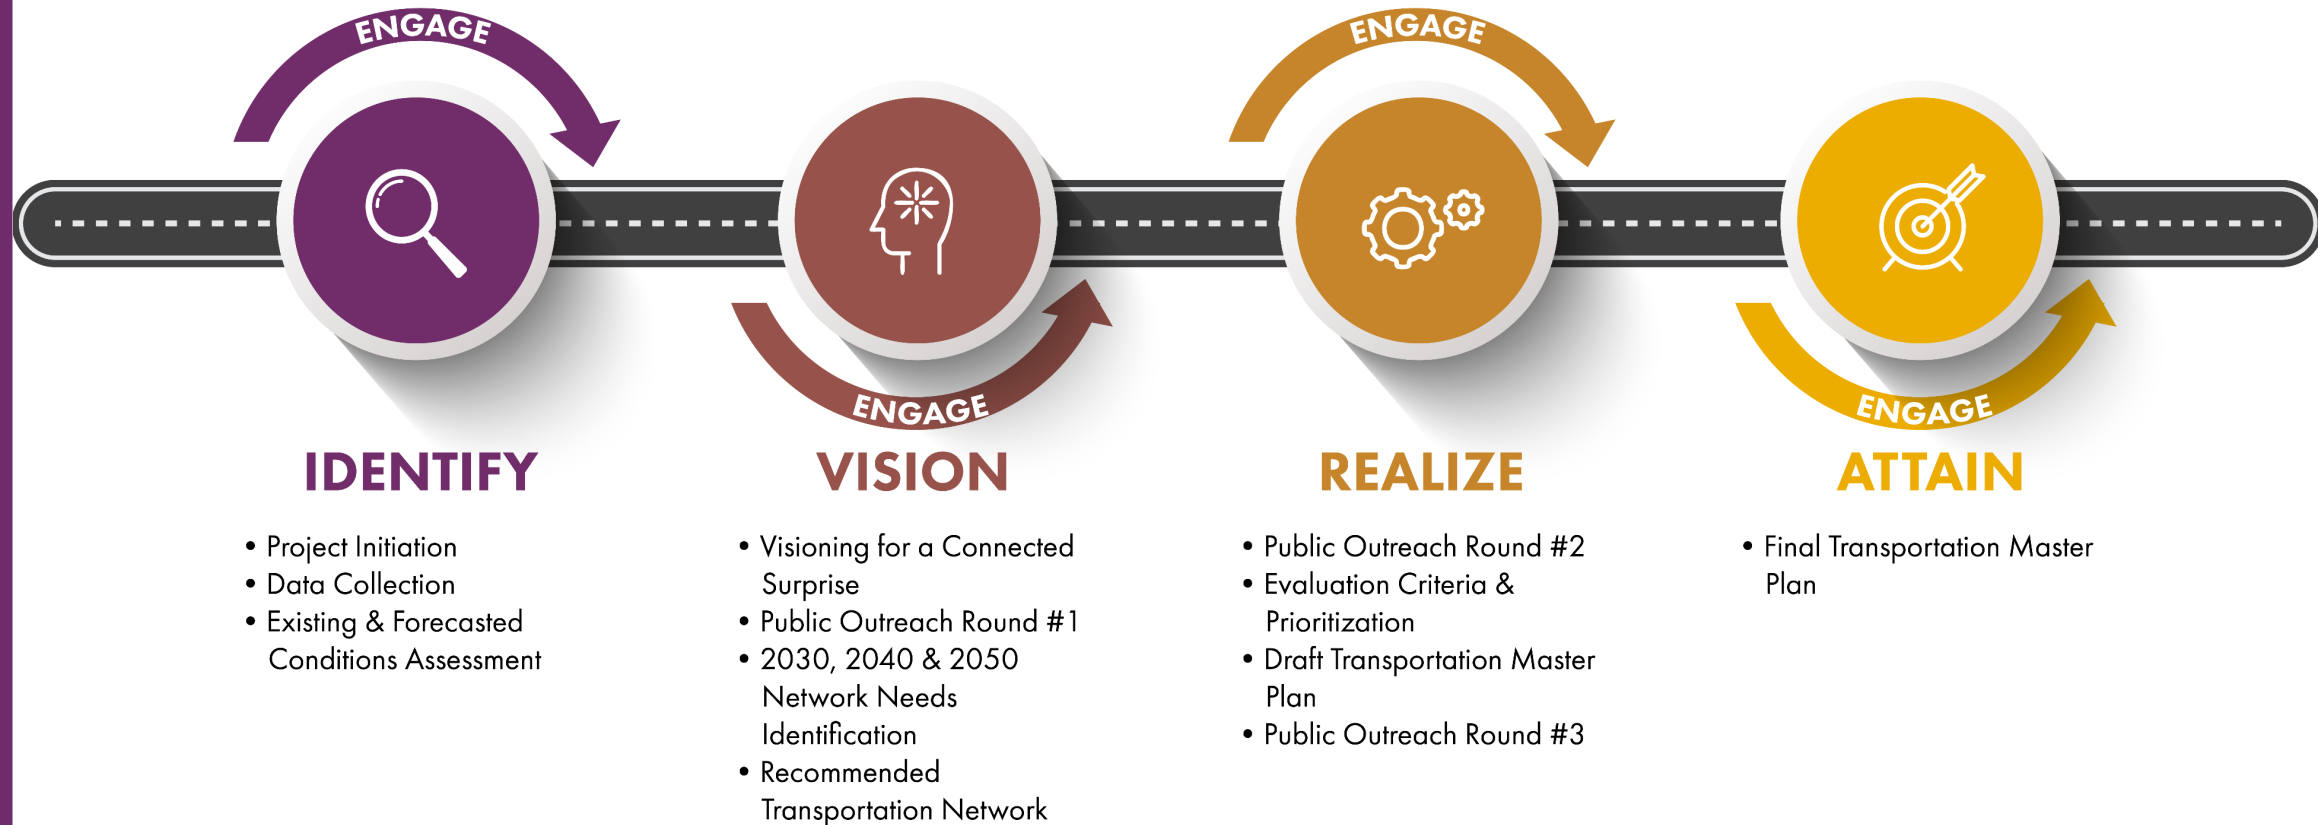 ENGAGE
ENGAGE
ENGAGE
ENGAGE
IDENTIFY
• Project Initiation
• Data Collection
• Existing & Forecasted
Conditions Assessment
VISION
• Visioning for a Connected
Surprise
• Public Outreach Round #1
• 2030, 2040 & 2050
Network Needs
Identification
• Recommended
Transportation Network
REALIZE
• Public Outreach Round #2
• Evaluation Criteria &
Prioritization
• Draft Transportation Master
Plan
• Public Outreach Round #3
ATTAIN
• Final Transportation Master
Plan